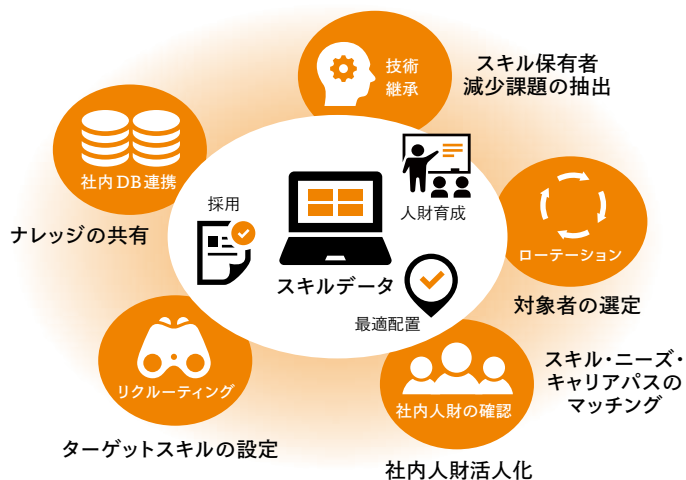 技術
継承
スキル保有者
減少課題の抽出
社内DB連携
ナレッジの共有
採用
人財育成
スキルデータ
最適配置
ローテーション
対象者の選定
リクルーティング
ターゲットスキルの設定
社内人財の確認
スキル・ニーズ・
キャリアパスの
マッチング
社内人財活人化